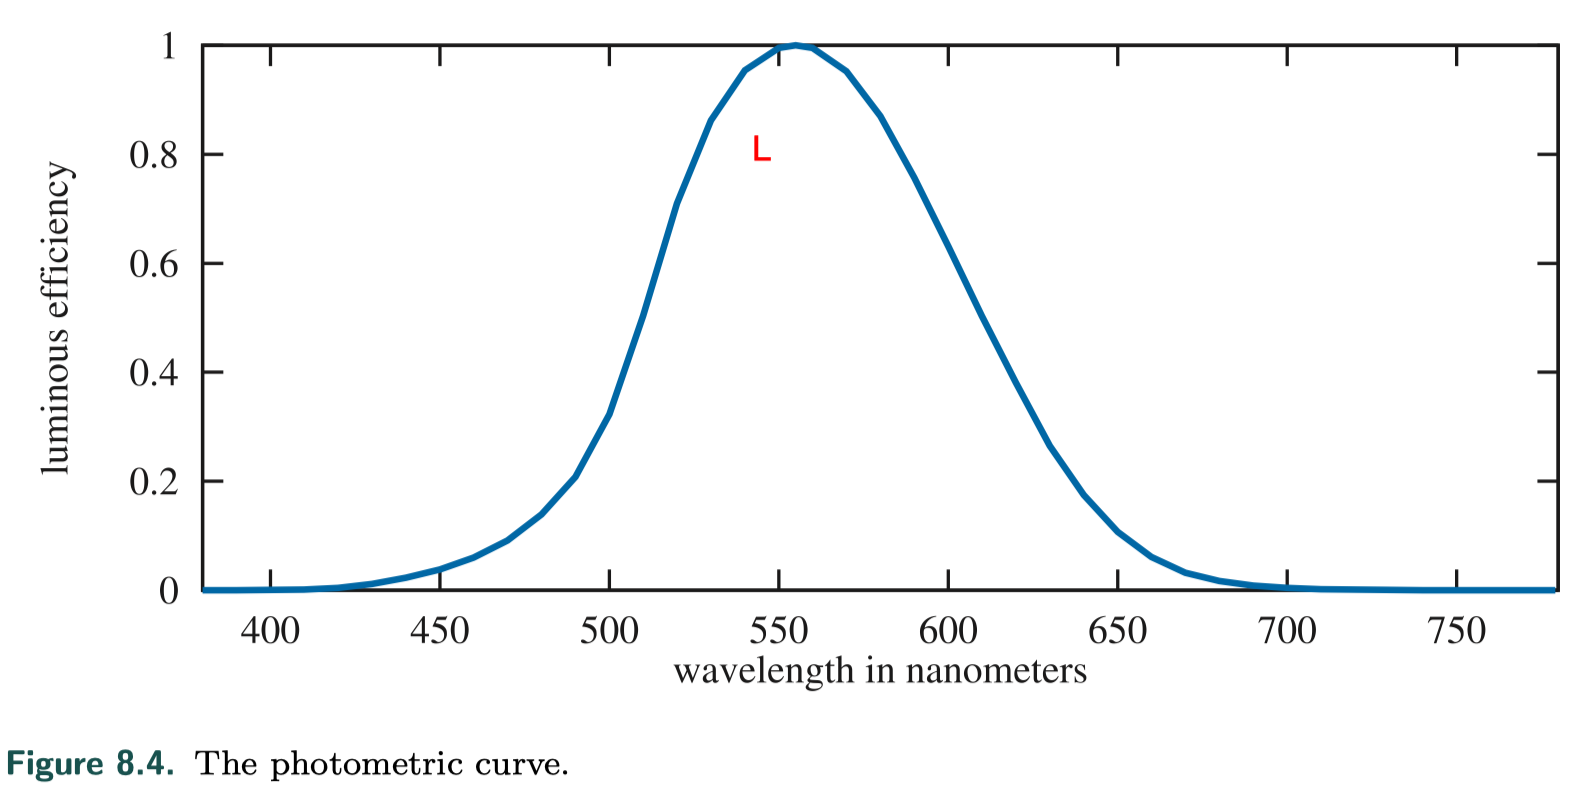 1
0.8
0.6
0.4
0.2
0
luminous efficiency
L
400 450 500 550 600 650 700 750
wavelength in nanometers
Figure 8.4. The photometric curve.